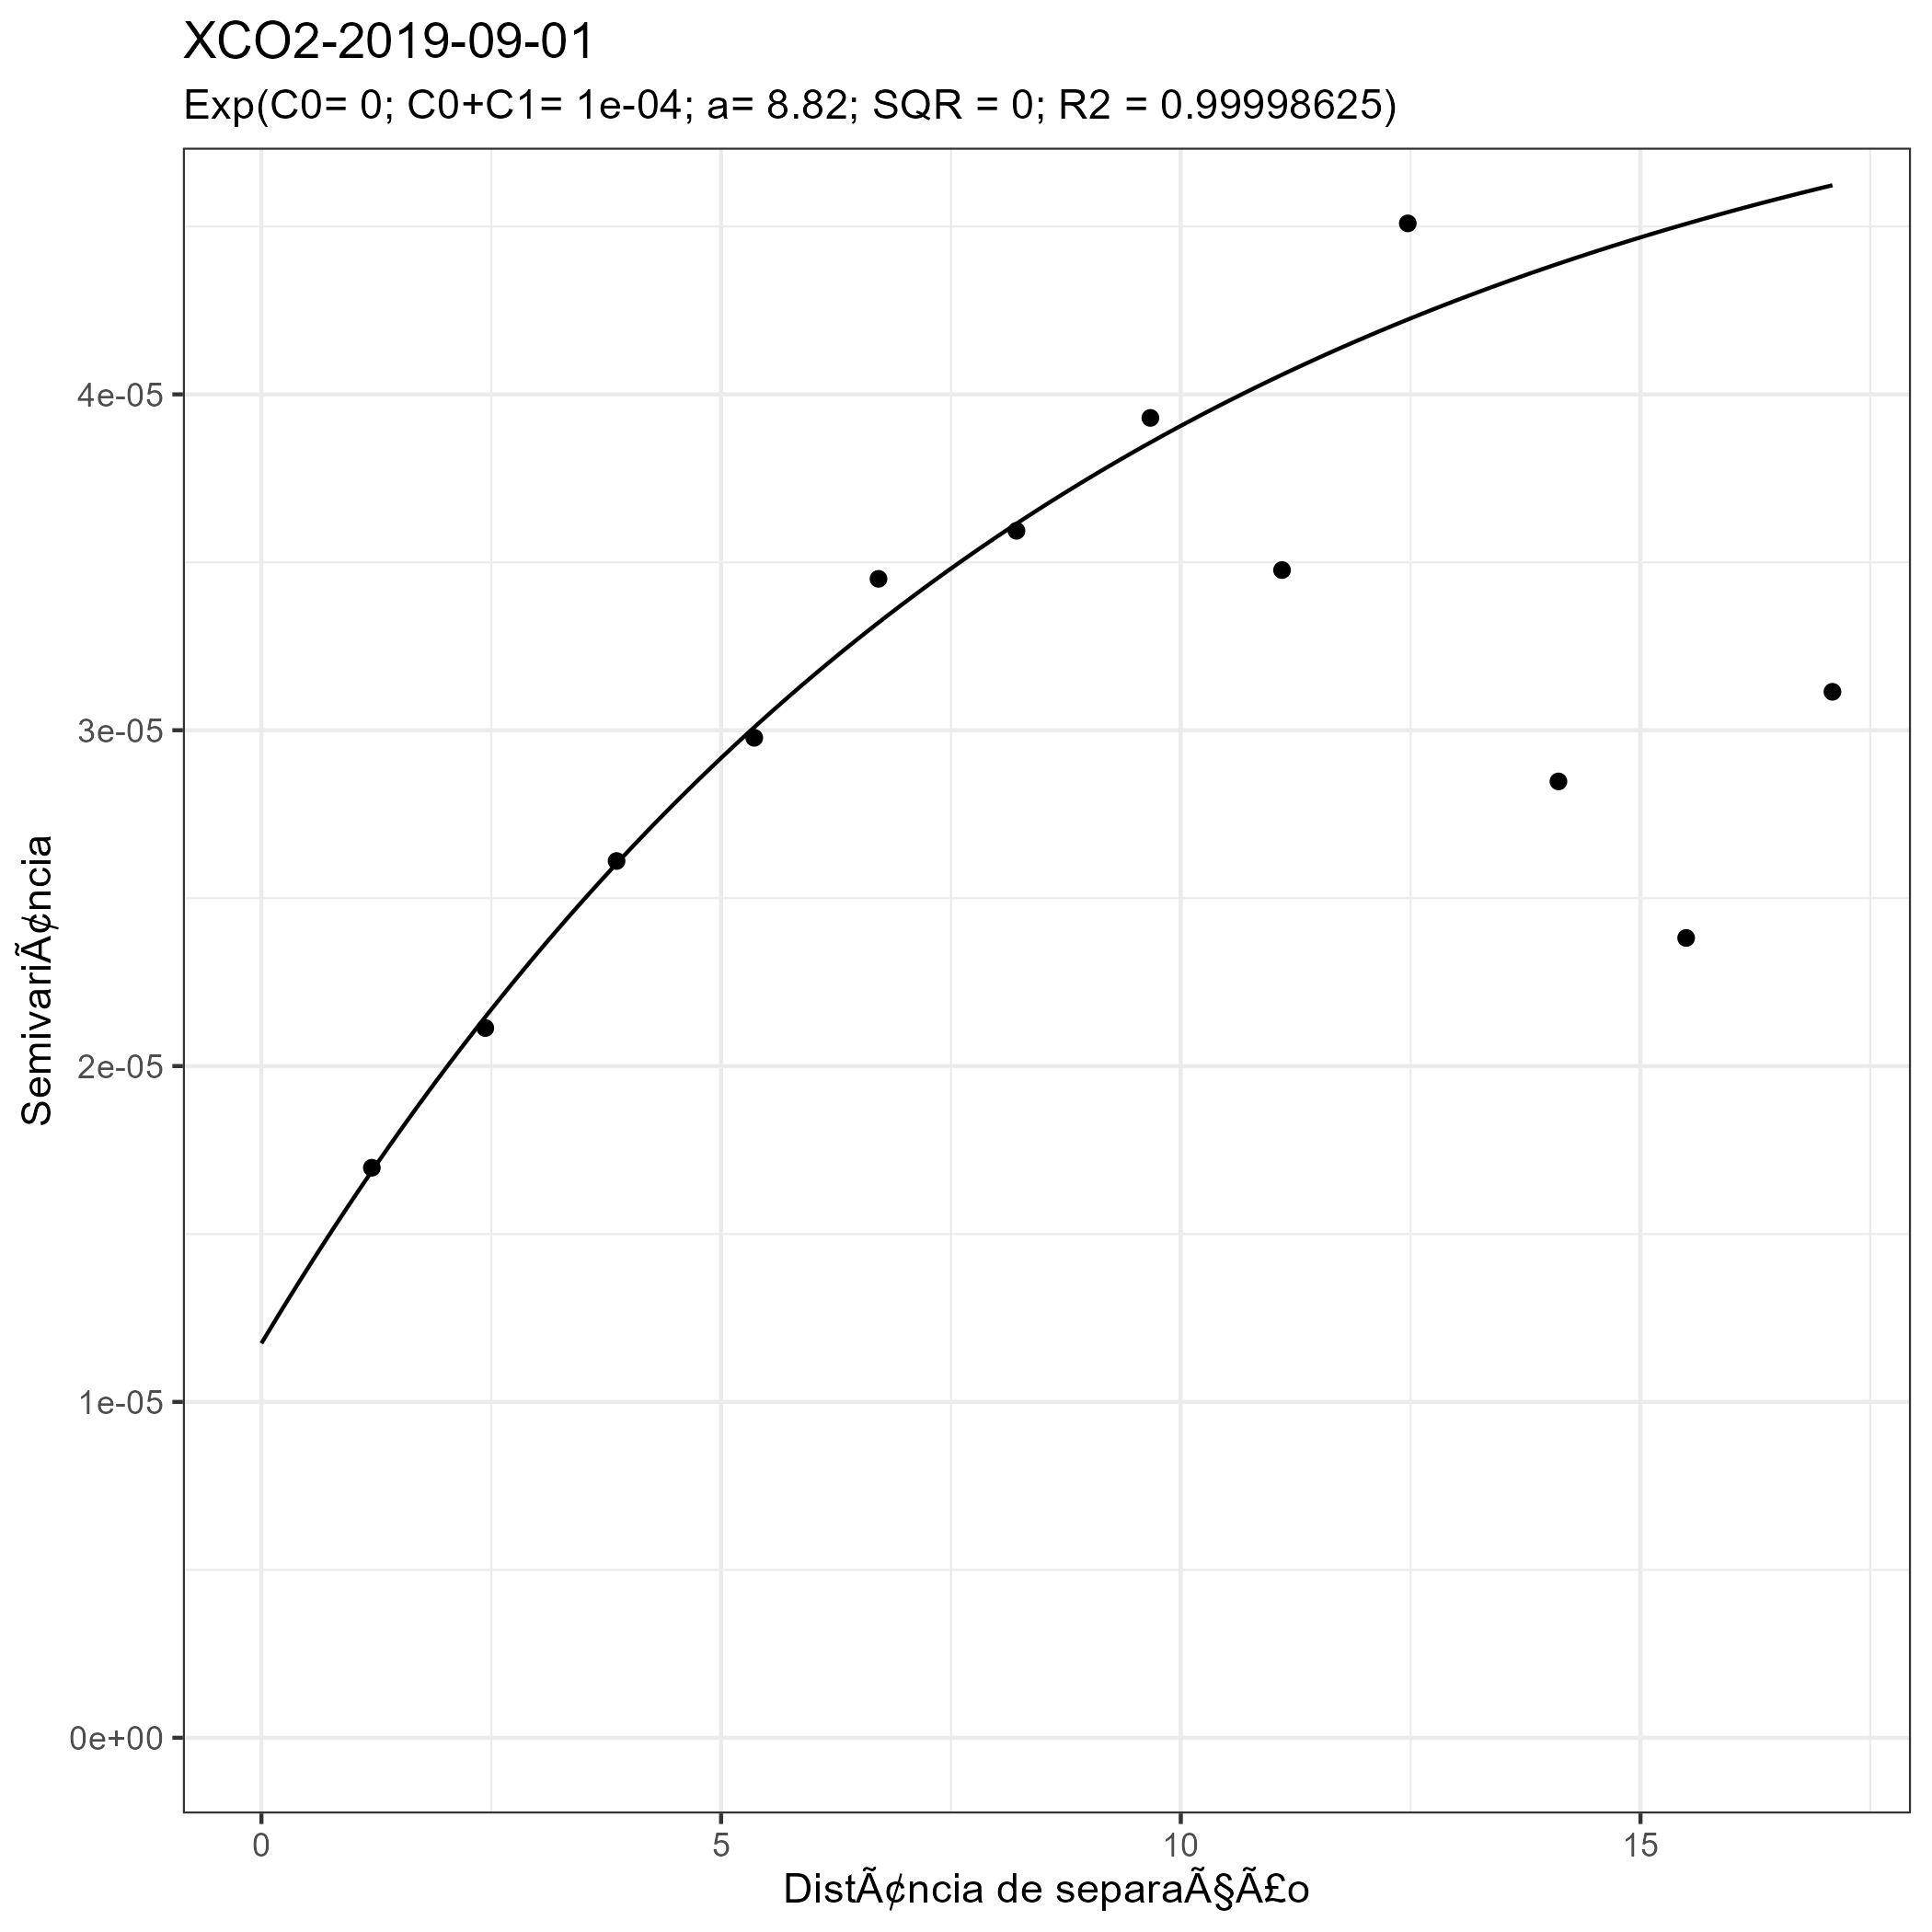 XCO2-2019-09-01
Exp(C0= 0; C0+C1= 1e-04; a= 8.82; SQR = 0; R2 = 0.99998625)
SemivariÃ¢ncia
4e-05
3e-05
2e-05
1e-05
0e+00
0
5
10
15
DistÃ¢ncia de separaÃ§Ã£o